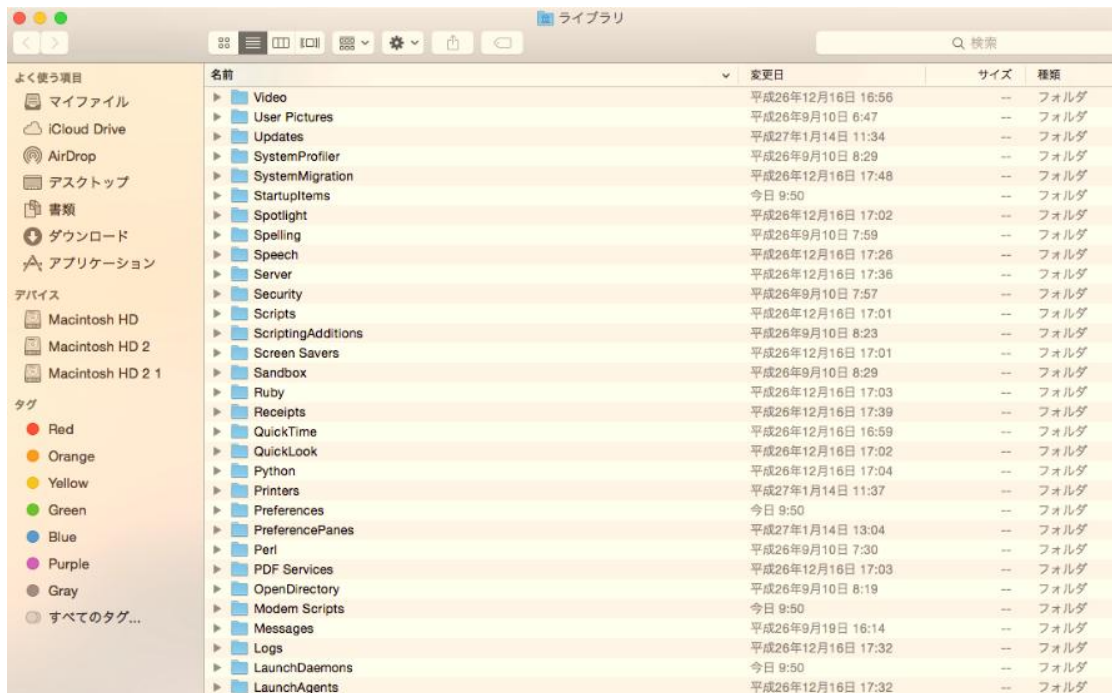 ライブラリ
検索
よく使う項目
マイファイル
iCloud Drive
AirDrop
デスクトップ
書類
ダウンロード
アプリケーション
デバイス
Macintosh HD
Macintosh HD 2
Macintosh HD 2 1
タグ
Red
Orange
Yellow
Green
Blue
Purple
Gray
すべてのタグ...
名前 変更日 サイズ 種類
Video 平成26年12月16日 16:56 -- フォルダ
User Pictures 平成26年9月10日 6:47 -- フォルダ
Updates 平成27年1月14日 11:34 -- フォルダ
SystemProfiler 平成26年9月10日 8:29 -- フォルダ
SystemMigration 平成26年12月16日 17:48 -- フォルダ
StartupItems 今日 9:50 -- フォルダ
Spotlight 平成26年12月16日 17:02 -- フォルダ
Spelling 平成26年9月10日 7:59 -- フォルダ
Speech 平成26年12月16日 17:26 -- フォルダ
Server 平成26年12月16日 17:36 -- フォルダ
Security 平成26年9月10日 7:57 -- フォルダ
Scripts 平成26年12月16日 17:01 -- フォルダ
ScriptingAdditions 平成26年9月10日 8:23 -- フォルダ
Screen Savers 平成26年12月16日 17:01 -- フォルダ
Sandbox 平成26年9月10日 8:29 -- フォルダ
Ruby 平成26年12月16日 17:03 -- フォルダ
Receipts 平成26年12月16日 17:39 -- フォルダ
QuickTime 平成26年12月16日 16:59 -- フォルダ
QuickLook 平成26年12月16日 17:02 -- フォルダ
Python 平成26年12月16日 17:04 -- フォルダ
Printers 平成27年1月14日 11:37 -- フォルダ
Preferences 今日 9:50 -- フォルダ
PreferencePanes 平成27年1月14日 13:04 -- フォルダ
Perl 平成26年9月10日 7:30 -- フォルダ
PDF Services 平成26年12月16日 17:03 -- フォルダ
OpenDirectory 平成26年9月10日 8:19 -- フォルダ
Modem Scripts 今日 9:50 -- フォルダ
Messages 平成26年9月19日 16:14 -- フォルダ
Logs 平成26年12月16日 17:32 -- フォルダ
LaunchDaemons 今日 9:50 -- フォルダ
LaunchAgents 平成26年12月16日 17:32 -- フォルダ